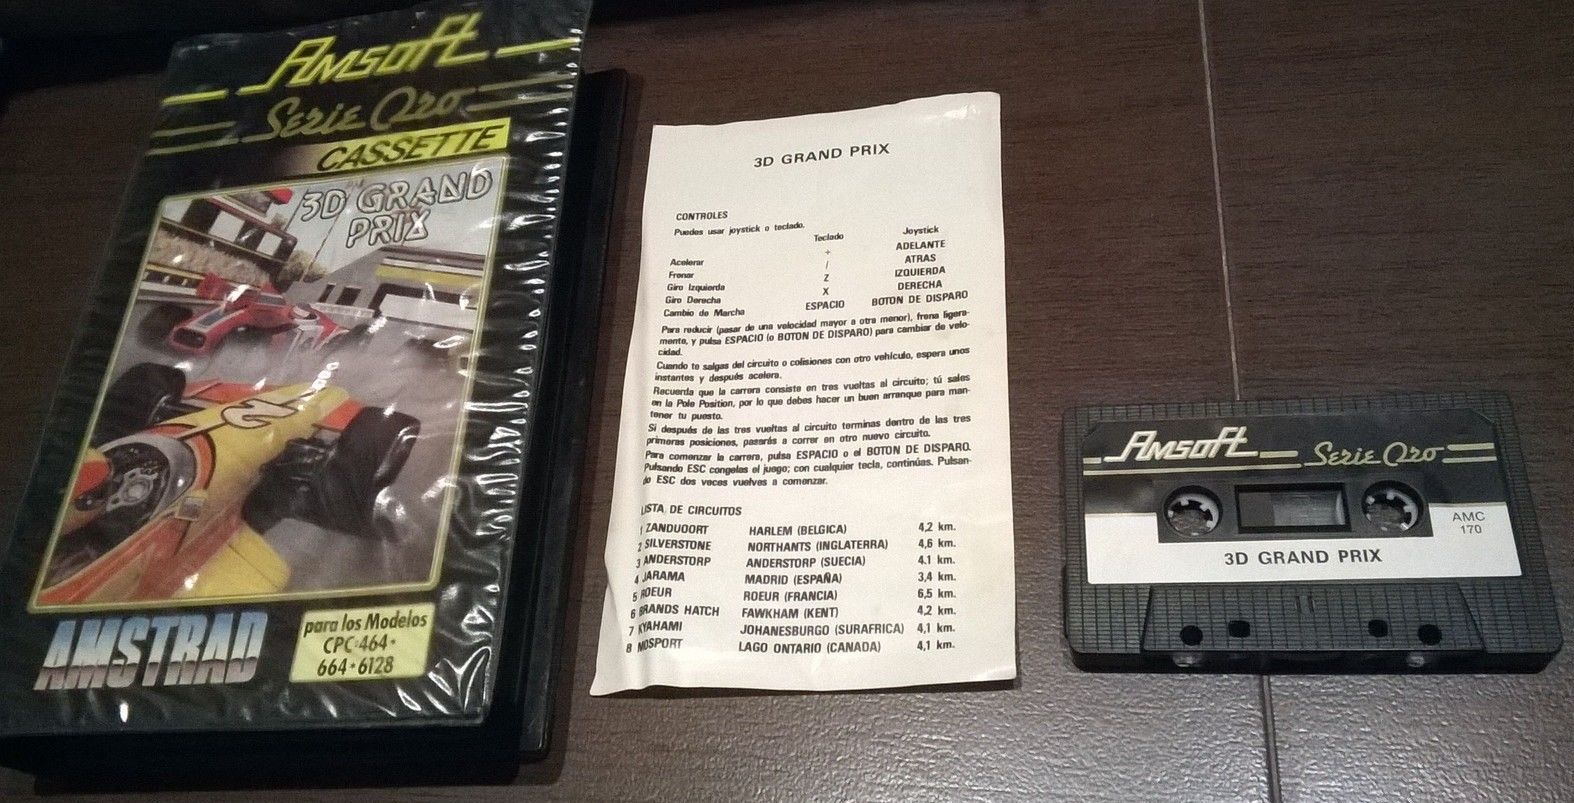 Amsoft
Serie Oro
CASSETTE
3D GRAND
PRIX
2
AMSTRAD
para los Modelos
CPC·464·
664·6128
3D GRAND PRIX
CONTROLES
Puedes usar joystick o teclado.
Teclado Joystick
Acelerar + ADELANTE
Frenar / ATRAS
Giro Izquierda Z IZQUIERDA
Giro Derecha X DERECHA
Cambio de Marcha ESPACIO BOTON DE DISPARO
Para reducir (pasar de una velocidad mayor a otra menor), frena ligera-
mente, y pulsa ESPACIO (o BOTON DE DISPARO) para cambiar de velo-
cidad.
Cuando te salgas del circuito o colisiones con otro vehículo, espera unos
instantes y después acelera.
Recuerda que la carrera consiste en tres vueltas al circuito; tú sales
en la Pole Position, por lo que debes hacer un buen arranque para man-
tener tu puesto.
Si después de las tres vueltas al circuito terminas dentro de las tres
primeras posiciones, pasarás a correr en otro nuevo circuito.
Para comenzar la carrera, pulsa ESPACIO o el BOTON DE DISPARO.
Pulsando ESC congelas el juego; con cualquier tecla, continúas. Pulsan-
do ESC dos veces vuelves a comenzar.
LISTA DE CIRCUITOS
1 ZANDUOORT HARLEM (BELGICA) 4,2 km.
2 SILVERSTONE NORTHANTS (INGLATERRA) 4,6 km.
3 ANDERSTORP ANDERSTORP (SUECIA) 4.1 km.
4 JARAMA MADRID (ESPAÑA) 3,4 km.
5 ROEUR ROEUR (FRANCIA) 6,5 km.
6 BRANDS HATCH FAWKHAM (KENT) 4,2 km.
7 KYAHAMI JOHANESBURGO (SURAFRICA) 4,1 km.
8 MOSPORT LAGO ONTARIO (CANADA) 4,1 km.
Amsoft Serie Oro
AMC
170
3D GRAND PRIX